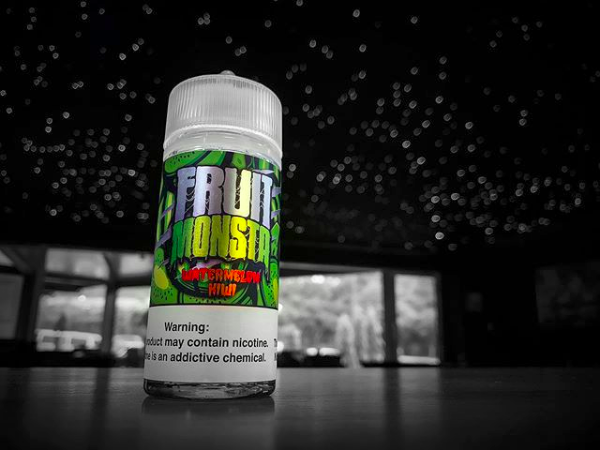 FRUIT
MONST
WATERMELON
KIWI
Warning:
product may contain nicotine.
is an addictive chemical.